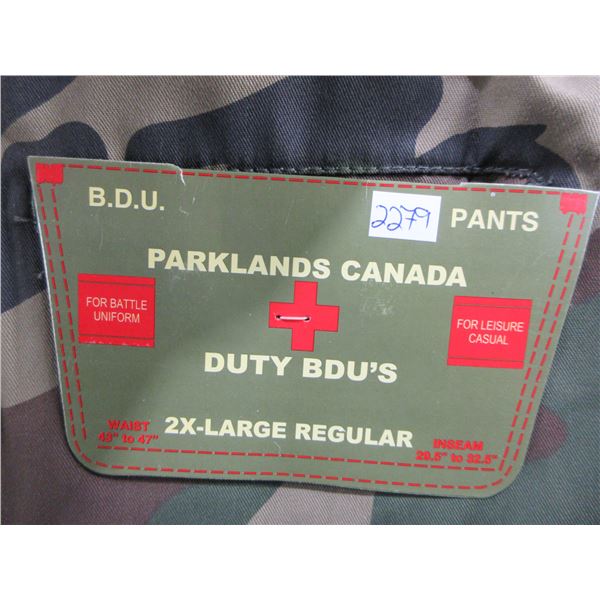 B.D.U.
2279
PANTS
PARKLANDS CANADA
FOR BATTLE
UNIFORM
FOR LEISURE
CASUAL
DUTY BDU'S
WAIST
43" to 47"
2X-LARGE REGULAR
INSEAM
29.5" to 32.5"